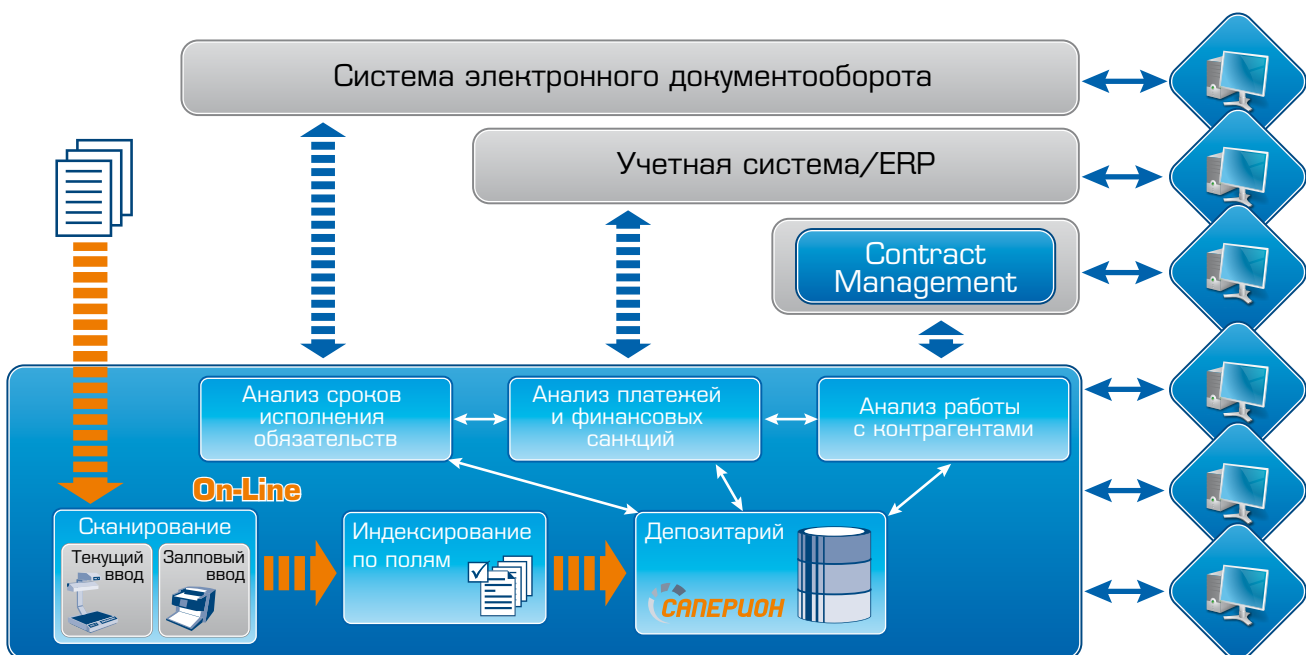 Система электронного документооборота
Учетная система/ERP
Contract
Management
Анализ сроков
исполнения
обязательств
Анализ платежей
и финансовых
санкций
Анализ работы
с контрагентами
On-Line
Сканирование
Текущий
ввод
Залповый
ввод
Индексирование
по полям
Депозитарий
САПЕРИОН